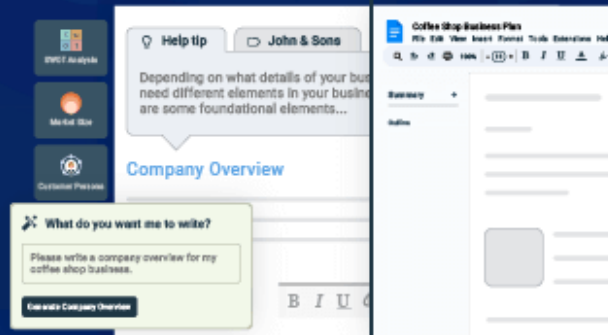 SWOT Analysis
Market Size
Customer Persona
Help tip
John & Sons
Depending on what details of your bus
need different elements in your busine
are some foundational elements...
Company Overview
What do you want me to write?
Please write a company overview for my
coffee shop business.
Generate Company Overview
B I U
Coffee Shop Business Plan
File Edit View Insert Format Tools Extensions Hel
100%
B I U A
Summary +
Outline